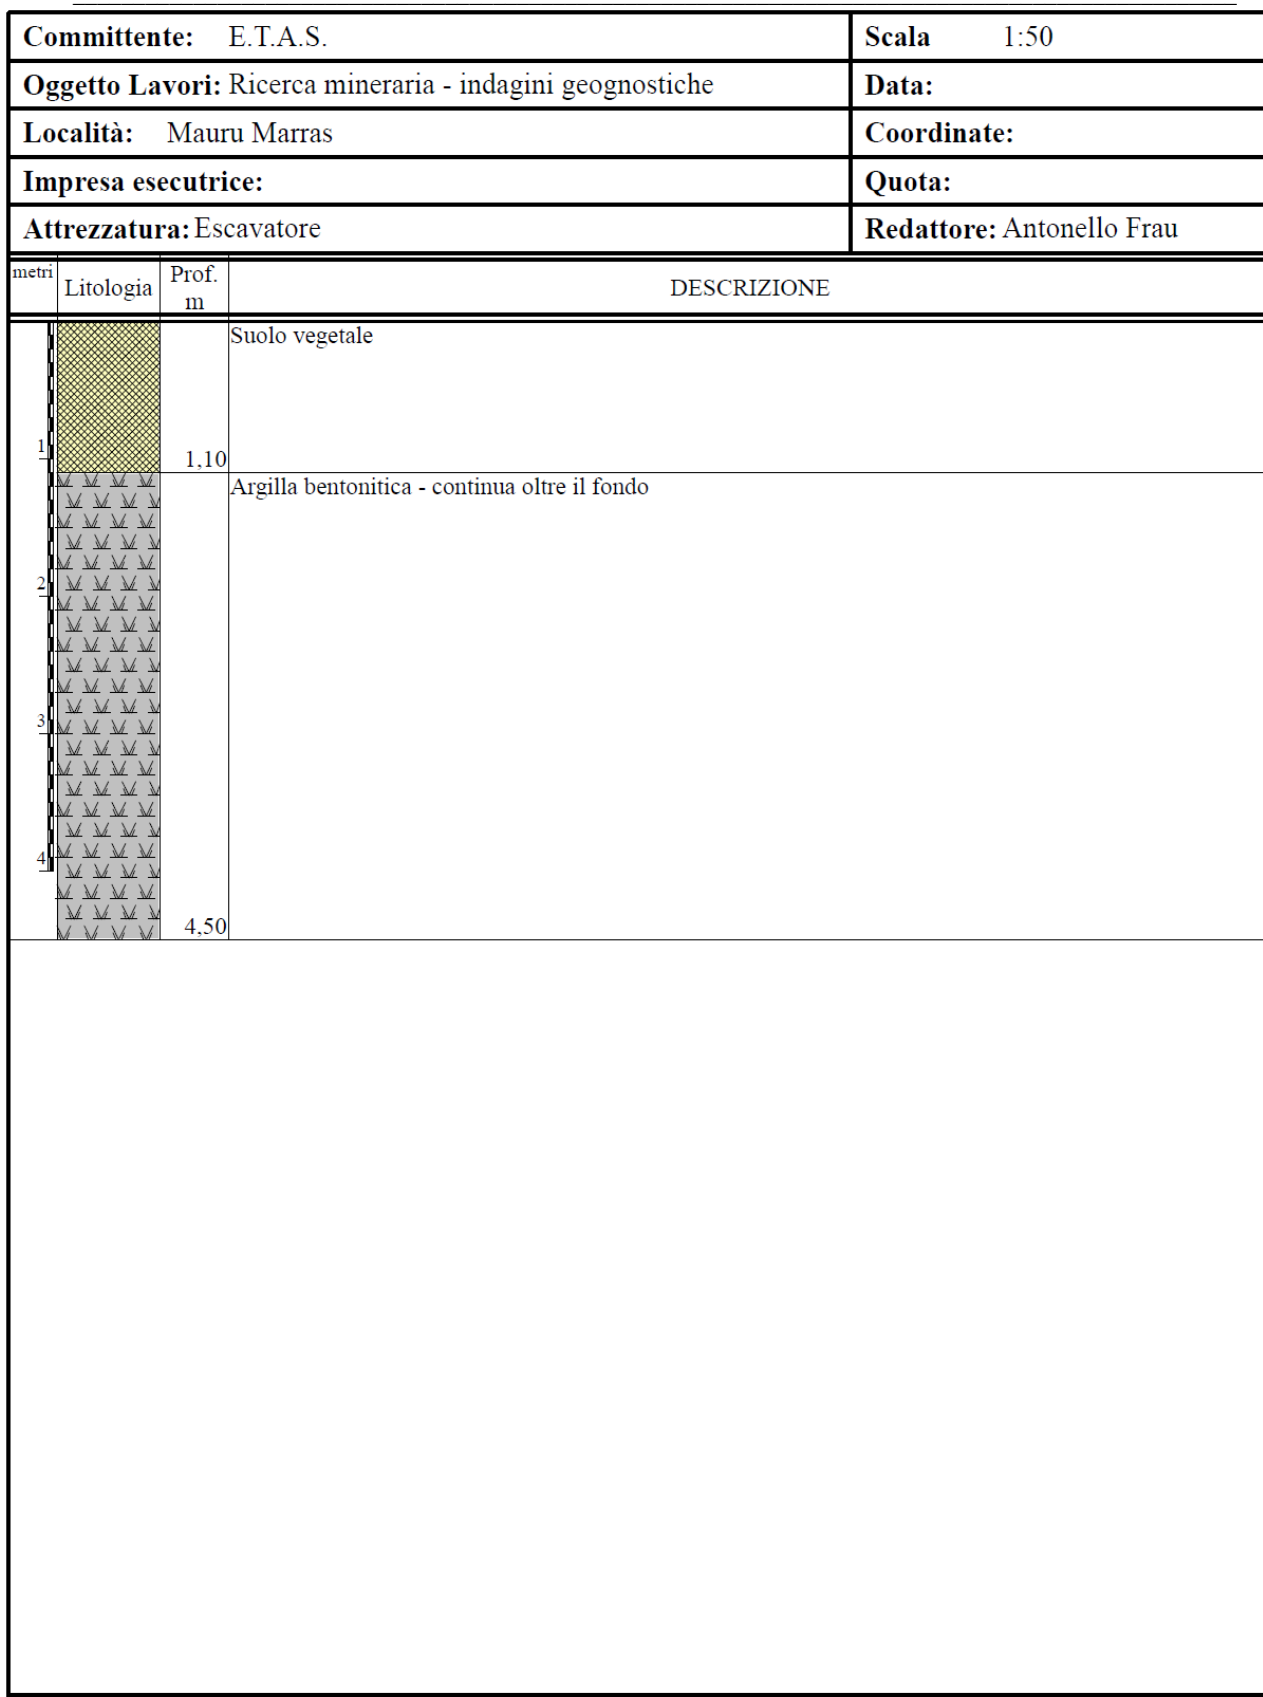 Committente: E.T.A.S.
Scala 1:50
Oggetto Lavori: Ricerca mineraria - indagini geognostiche
Data:
Località: Mauru Marras
Coordinate:
Impresa esecutrice:
Quota:
Attrezzatura: Escavatore
Redattore: Antonello Frau
metri
Litologia
Prof.
m
DESCRIZIONE
Suolo vegetale
1
1,10
Argilla bentonitica - continua oltre il fondo
2
3
4
4,50